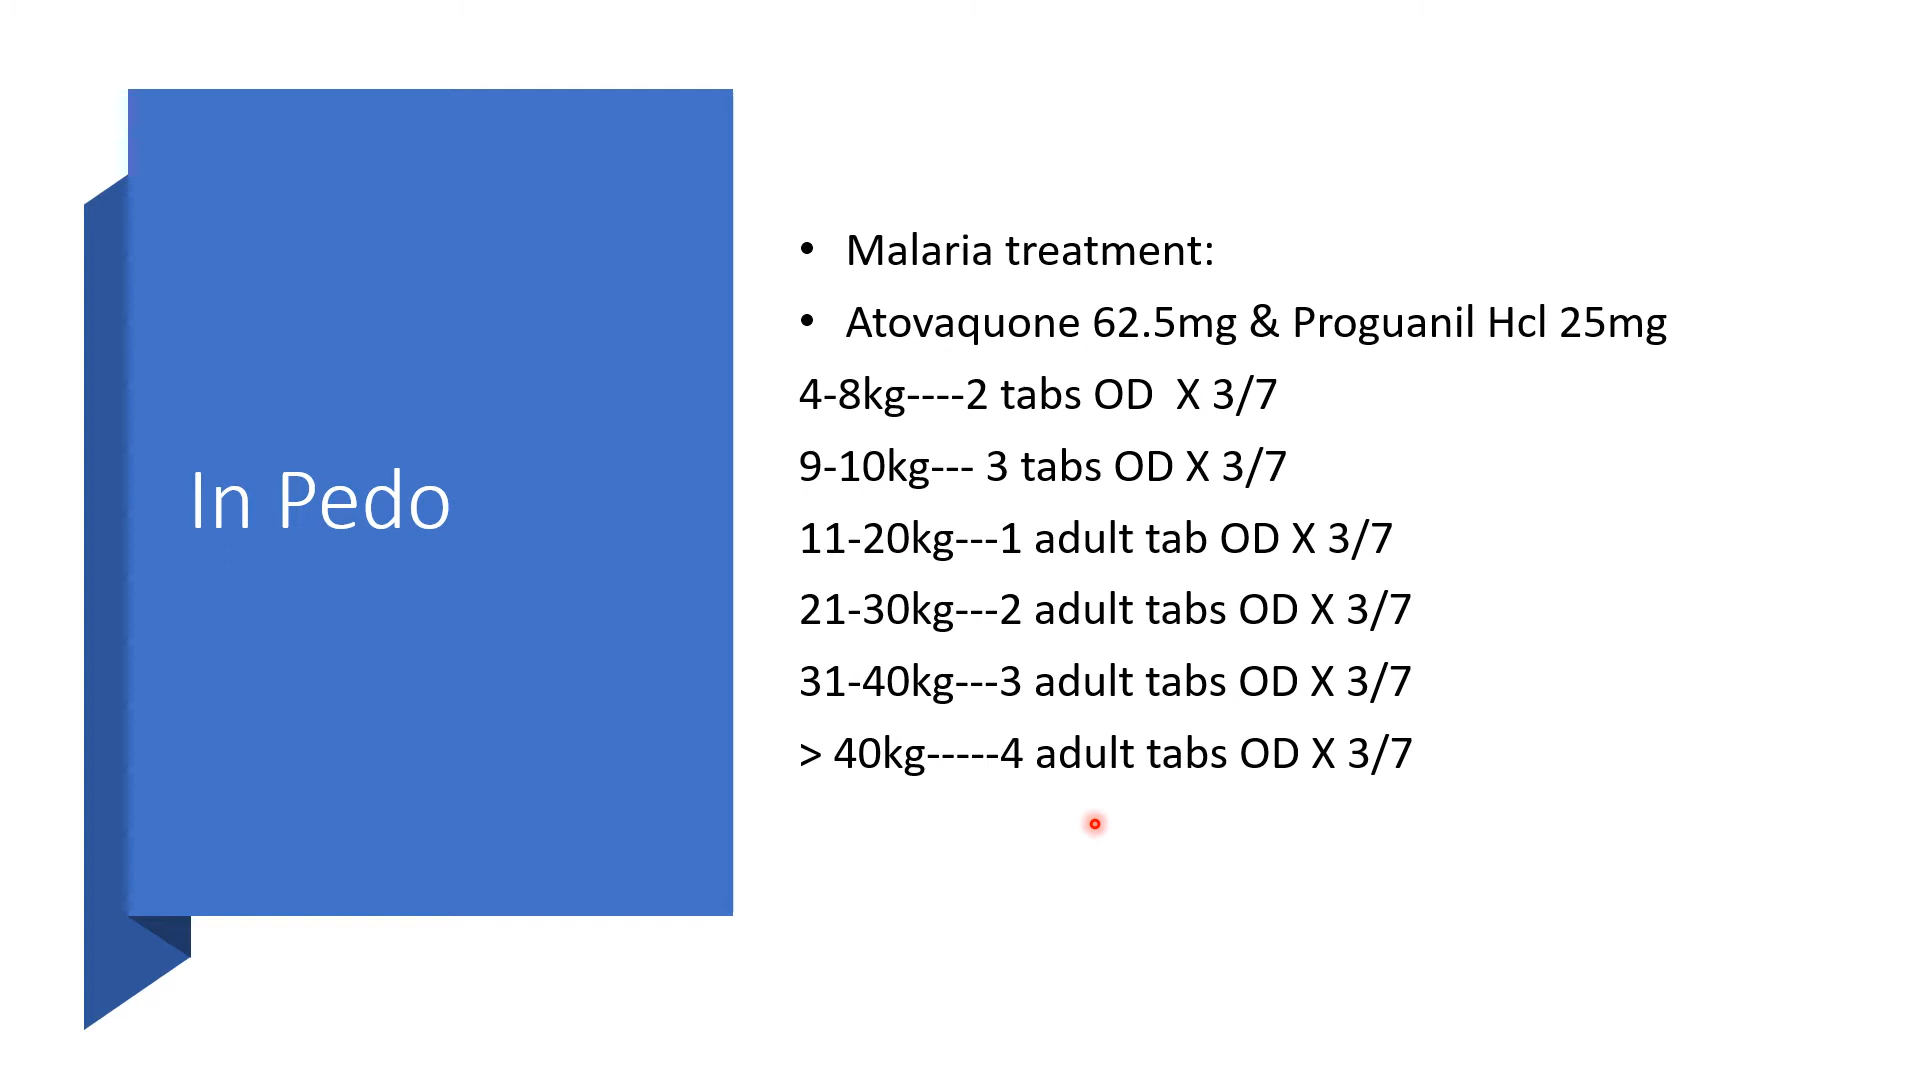 In Pedo
• Malaria treatment:
• Atovaquone 62.5mg & Proguanil Hcl 25mg
4-8kg----2 tabs OD  X 3/7
9-10kg--- 3 tabs OD X 3/7
11-20kg---1 adult tab OD X 3/7
21-30kg---2 adult tabs OD X 3/7
31-40kg---3 adult tabs OD X 3/7
> 40kg-----4 adult tabs OD X 3/7